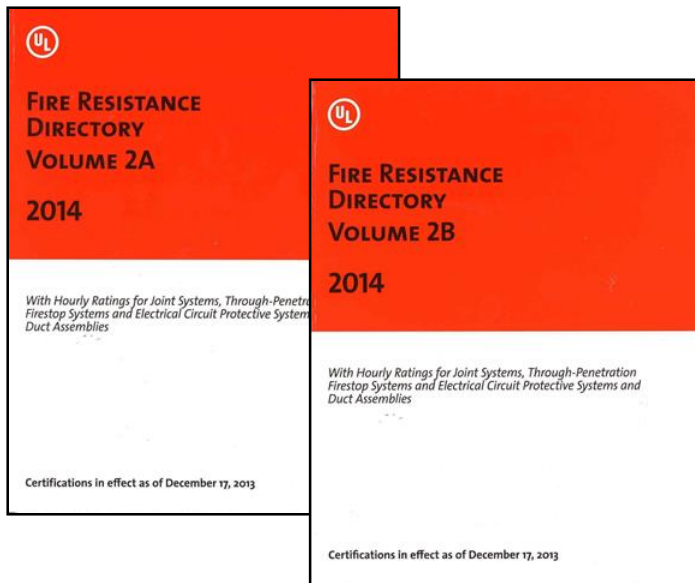 UL
FIRE RESISTANCE
DIRECTORY
VOLUME 2A
2014
With Hourly Ratings for Joint Systems, Through-Penetra
Firestop Systems and Electrical Circuit Protective System
Duct Assemblies
Certifications in effect as of December 17, 2013
UL
FIRE RESISTANCE
DIRECTORY
VOLUME 2B
2014
With Hourly Ratings for Joint Systems, Through-Penetration
Firestop Systems and Electrical Circuit Protective Systems and
Duct Assemblies
Certifications in effect as of December 17, 2013